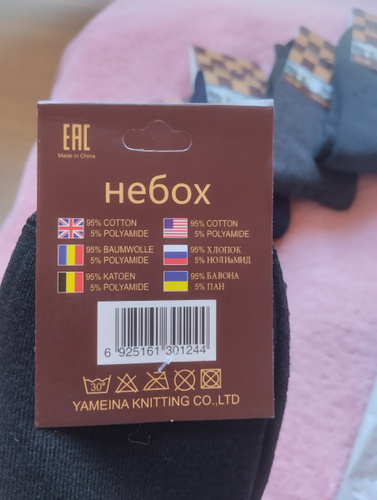 EAC
Made in China
небох
95% COTTON
5% POLYAMIDE
95% COTTON
5% POLYAMIDE
95% BAUMWOLLE
5% POLYAMIDE
95% ХЛОПОК
5% НОЛИиМИД
95% KATOEN
5% POLYAMIDE
95% БАВОНА
5% ПАН
6 925161 301244
30°
YAMEINA KNITTING CO.,LTD